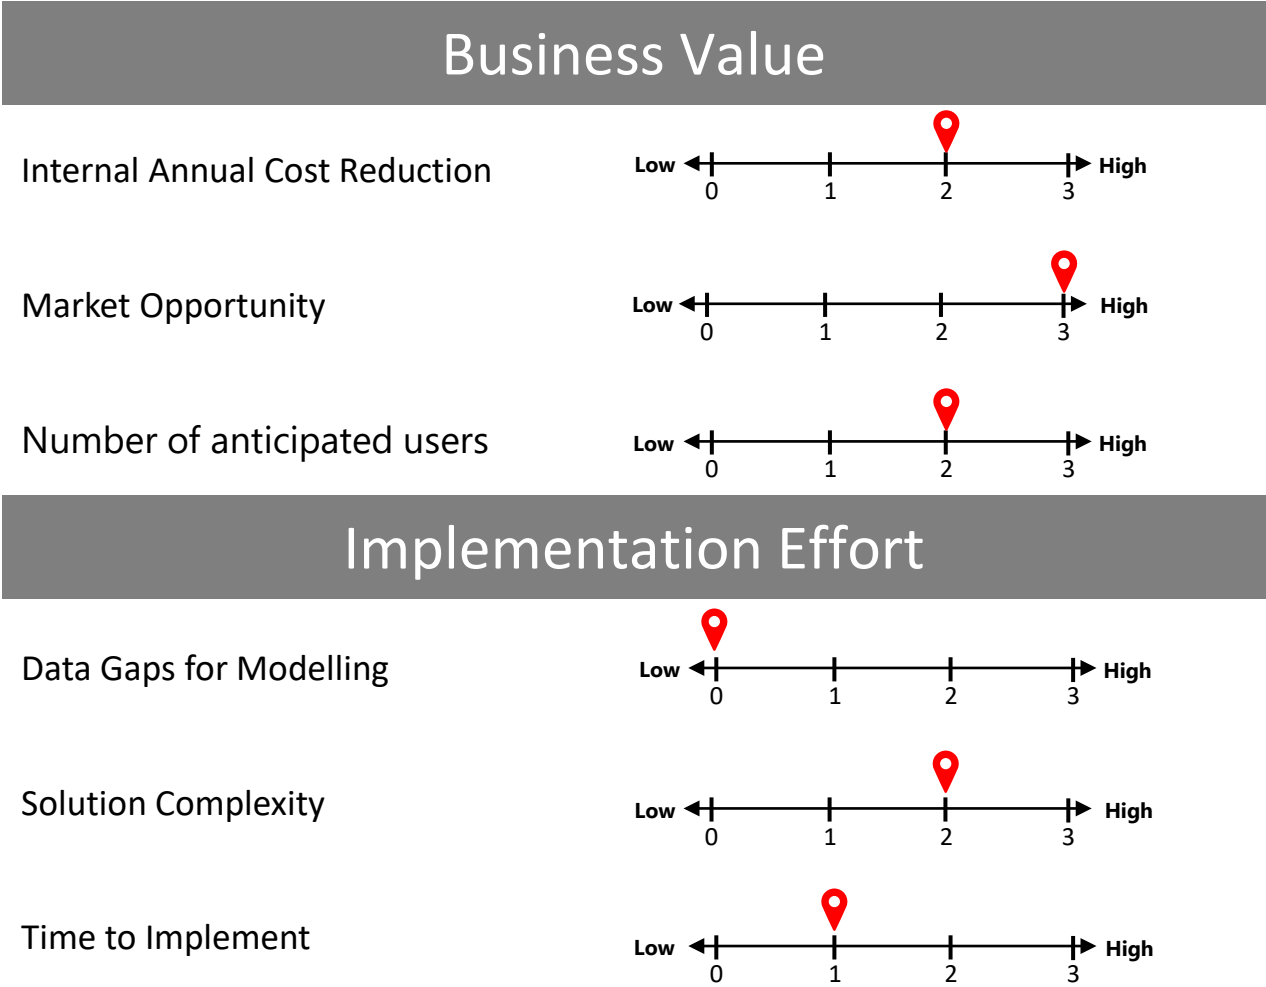 Business Value
Internal Annual Cost Reduction
Low 0 1 2 3 High
Market Opportunity
Low 0 1 2 3 High
Number of anticipated users
Low 0 1 2 3 High
Implementation Effort
Data Gaps for Modelling
Low 0 1 2 3 High
Solution Complexity
Low 0 1 2 3 High
Time to Implement
Low 0 1 2 3 High